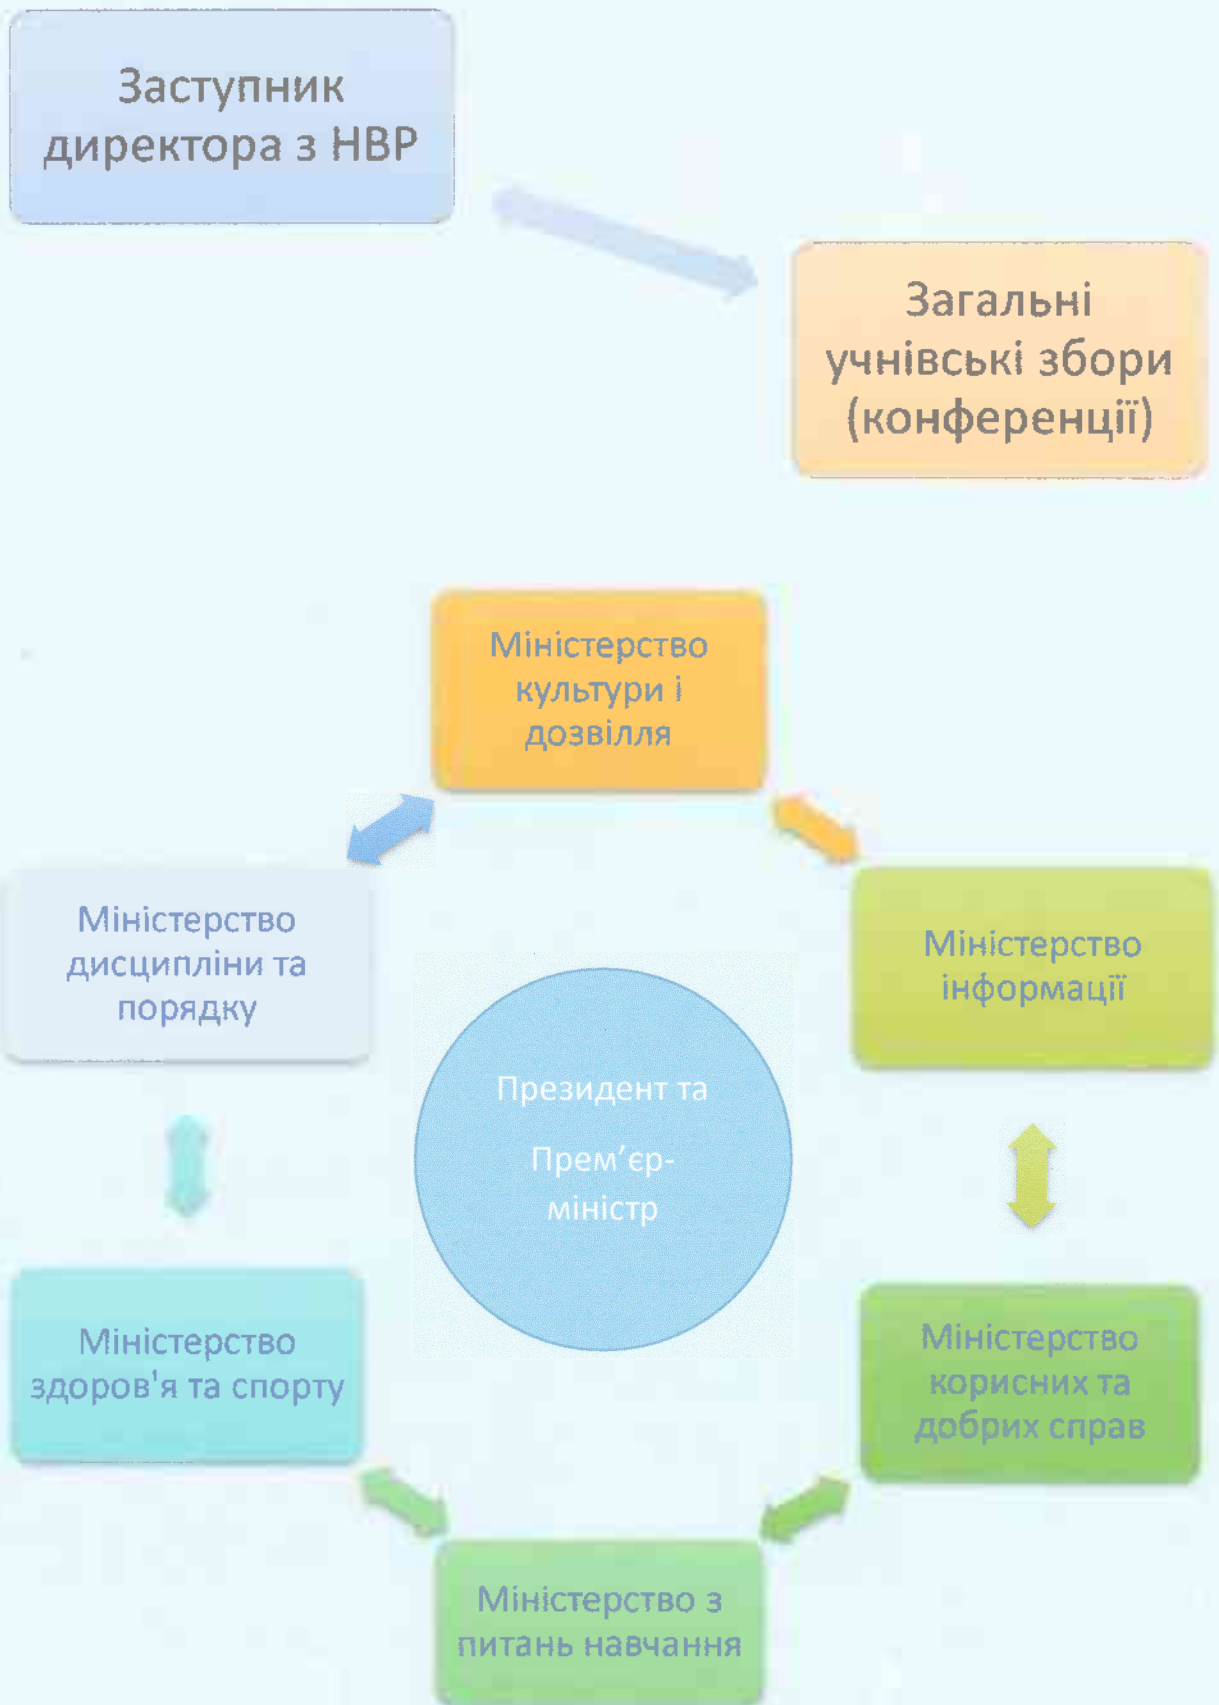 Заступник
директора з НВР
Загальні
учнівські збори
(конференції)
Міністерство
культури і
дозвілля
Міністерство
дисципліни та
порядку
Міністерство
інформації
Президент та
Прем’єр-
міністр
Міністерство
здоров'я та спорту
Міністерство
корисних та
добрих справ
Міністерство з
питань навчання